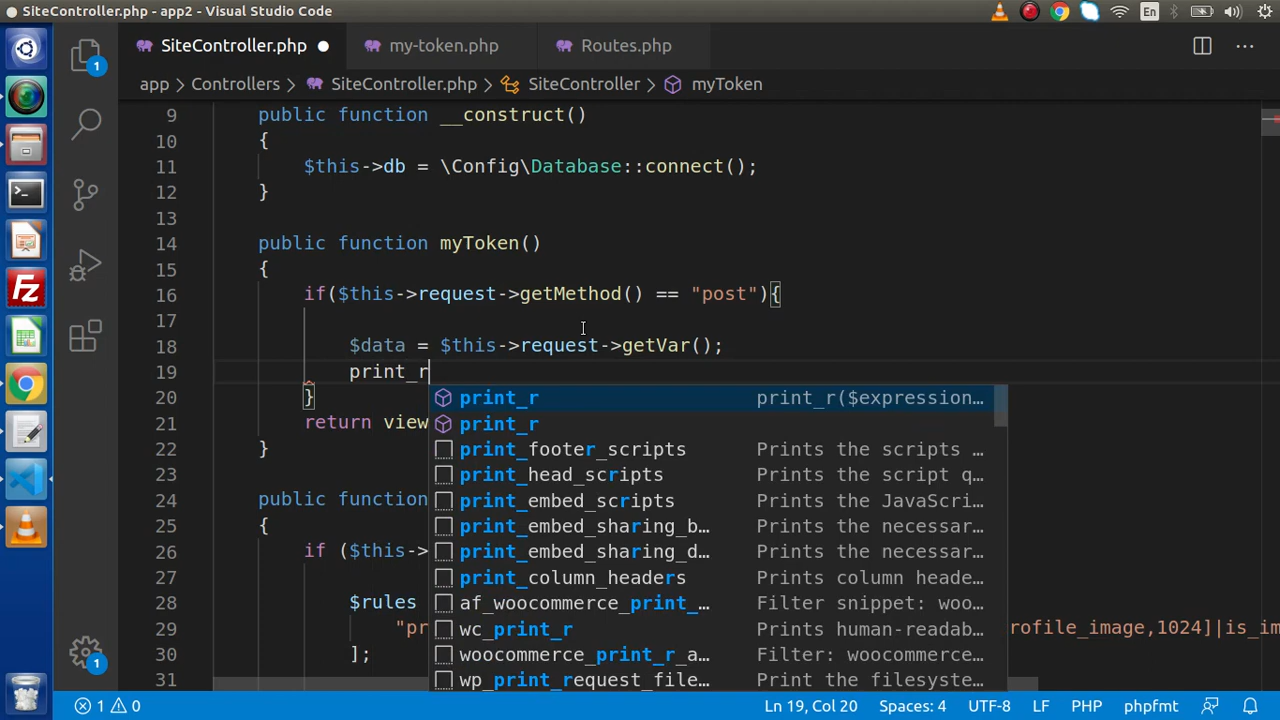 SiteController.php - app2 - Visual Studio Code
En
SiteController.php ● my-token.php Routes.php
app > Controllers > SiteController.php > SiteController > myToken
9 public function __construct()
10 {
11 $this->db = \Config\Database::connect();
12 }
13
14 public function myToken()
15 {
16 if($this->request->getMethod() == "post"){
17
18 $data = $this->request->getVar();
19 print_r
20 }
21 return view
22 }
23
24 public function
25 {
26 if ($this->
27
28 $rules
29 "pr rofile_image,1024]|is_im
30 ];
31
print_r print_r($expression…
print_r
print_footer_scripts Prints the scripts …
print_head_scripts Prints the script q…
print_embed_scripts Prints the JavaScri…
print_embed_sharing_b… Prints the necessar…
print_embed_sharing_d… Prints the necessar…
print_column_headers Prints column heade…
af_woocommerce_print_… Filter snippet: woo…
wc_print_r Prints human-readab…
woocommerce_print_r_a… Filter: woocommerce…
wp_print_request_file… Print the filesyste…
1
1
Fz
1 0 Ln 19, Col 20 Spaces: 4 UTF-8 LF PHP phpfmt